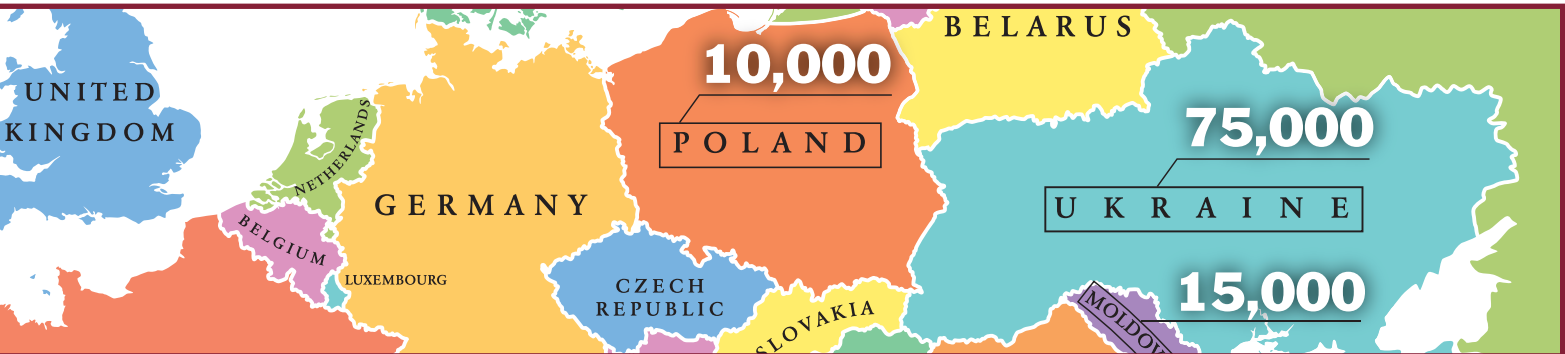 BELARUS
10,000
UNITED
KINGDOM
NETHERLANDS
75,000
POLAND
GERMANY
UKRAINE
BELGIUM
LUXEMBOURG
CZECH
REPUBLIC
15,000
SLOVAKIA